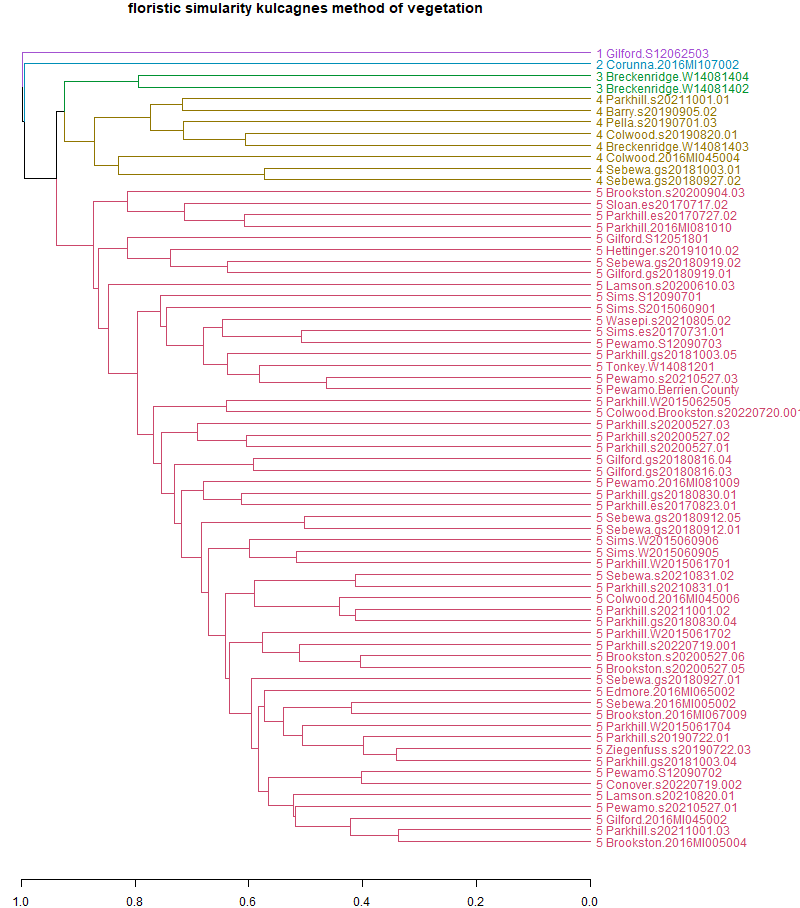 floristic simularity kulcagnes method of vegetation
1 Gilford.S12062503
2 Corunna.2016MI107002
3 Breckenridge.W14081404
3 Breckenridge.W14081402
4 Parkhill.s20211001.01
4 Barry.s20190905.02
4 Pella.s20190701.03
4 Colwood.s20190820.01
4 Breckenridge.W14081403
4 Colwood.2016MI045004
4 Sebewa.gs20181003.01
4 Sebewa.gs20180927.02
5 Brookston.s20200904.03
5 Sloan.es20170717.02
5 Parkhill.es20170727.02
5 Parkhill.2016MI081010
5 Gilford.S12051801
5 Hettinger.s20191010.02
5 Sebewa.gs20180919.02
5 Gilford.gs20180919.01
5 Lamson.s20200610.03
5 Sims.S12090701
5 Sims.S2015060901
5 Wasepi.s20210805.02
5 Sims.es20170731.01
5 Pewamo.S12090703
5 Parkhill.gs20181003.05
5 Tonkey.W14081201
5 Pewamo.s20210527.03
5 Pewamo.Berrien.County
5 Parkhill.W2015062505
5 Colwood.Brookston.s20220720.001
5 Parkhill.s20200527.03
5 Parkhill.s20200527.02
5 Parkhill.s20200527.01
5 Gilford.gs20180816.04
5 Gilford.gs20180816.03
5 Pewamo.2016MI081009
5 Parkhill.gs20180830.01
5 Parkhill.es20170823.01
5 Sebewa.gs20180912.05
5 Sebewa.gs20180912.01
5 Sims.W2015060906
5 Sims.W2015060905
5 Parkhill.W2015061701
5 Sebewa.s20210831.02
5 Parkhill.s20210831.01
5 Colwood.2016MI045006
5 Parkhill.s20211001.02
5 Parkhill.gs20180830.04
5 Parkhill.W2015061702
5 Parkhill.s20220719.001
5 Brookston.s20200527.06
5 Brookston.s20200527.05
5 Sebewa.gs20180927.01
5 Edmore.2016MI065002
5 Sebewa.2016MI005002
5 Brookston.2016MI067009
5 Parkhill.W2015061704
5 Parkhill.s20190722.01
5 Ziegenfuss.s20190722.03
5 Parkhill.gs20181003.04
5 Pewamo.S12090702
5 Conover.s20220719.002
5 Lamson.s20210820.01
5 Pewamo.s20210527.01
5 Gilford.2016MI045002
5 Parkhill.s20211001.03
5 Brookston.2016MI005004
1.0 0.8 0.6 0.4 0.2 0.0